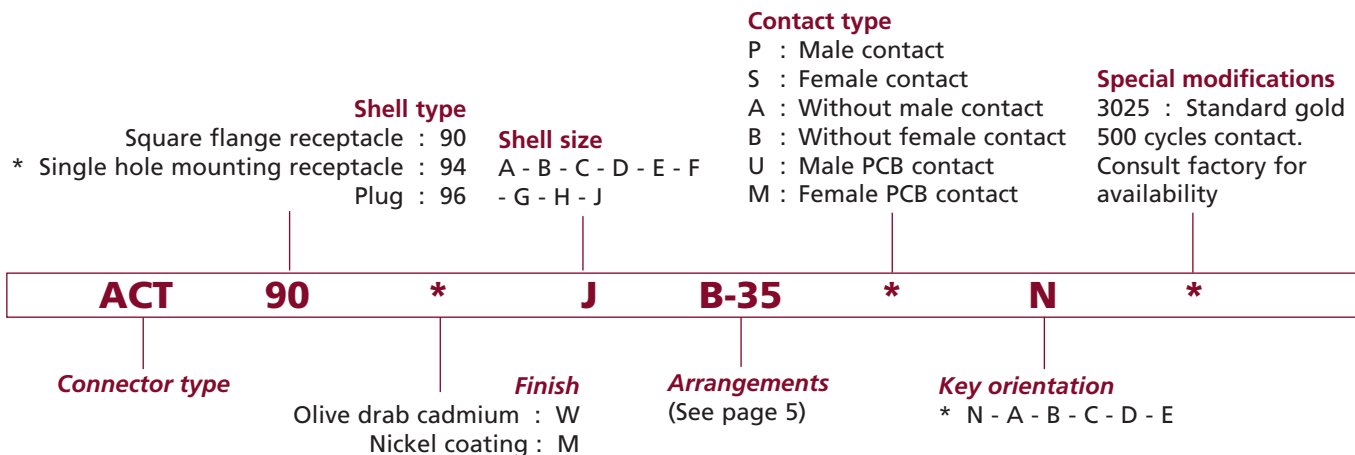 Contact type
P : Male contact
S : Female contact
A : Without male contact
B : Without female contact
U : Male PCB contact
M : Female PCB contact
Special modifications
3025 : Standard gold
500 cycles contact.
Consult factory for
availability
Shell type
Square flange receptacle : 90
* Single hole mounting receptacle : 94
Plug : 96
Shell size
A - B - C - D - E - F
- G - H - J
ACT 90 * J B-35 * N *
Connector type
Finish
Olive drab cadmium : W
Nickel coating : M
Arrangements
(See page 5)
Key orientation
* N - A - B - C - D - E